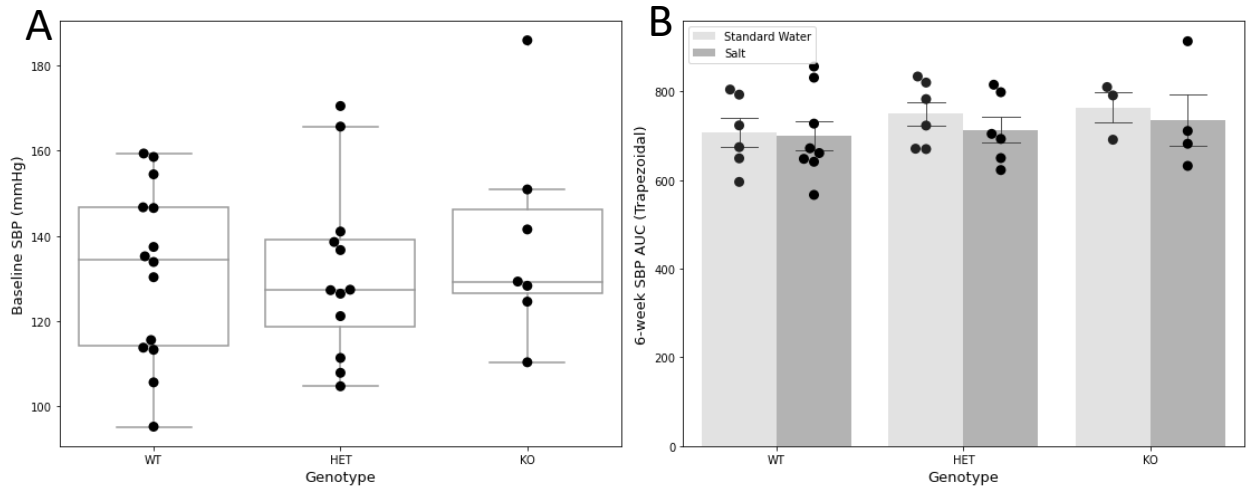 A
Baseline SBP (mmHg)
180
160
140
120
100
WT
HET
KO
Genotype
B
Standard Water
Salt
6-week SBP AUC (Trapezoidal)
800
600
400
200
0
WT
HET
KO
Genotype